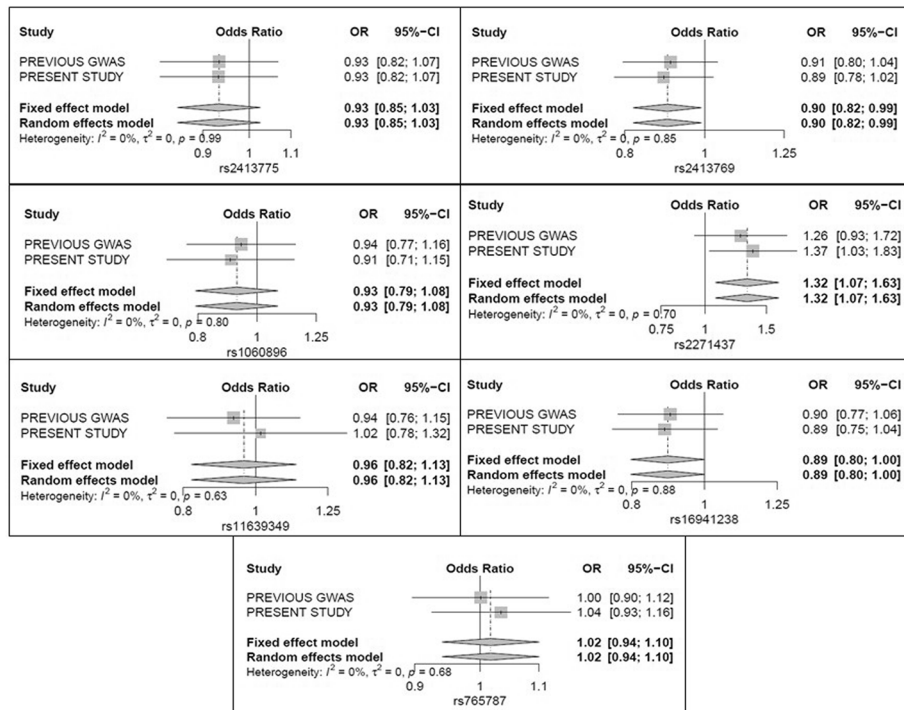 Study Odds Ratio OR 95%−CI
PREVIOUS GWAS 0.93 [0.82; 1.07]
PRESENT STUDY 0.93 [0.82; 1.07]
Fixed effect model 0.93 [0.85; 1.03]
Random effects model 0.93 [0.85; 1.03]
Heterogeneity: I² = 0%, τ² = 0, p = 0.99
0.9 1 1.1
rs2413775
Study Odds Ratio OR 95%−CI
PREVIOUS GWAS 0.91 [0.80; 1.04]
PRESENT STUDY 0.89 [0.78; 1.02]
Fixed effect model 0.90 [0.82; 0.99]
Random effects model 0.90 [0.82; 0.99]
Heterogeneity: I² = 0%, τ² = 0, p = 0.85
0.8 1 1.25
rs2413769
Study Odds Ratio OR 95%−CI
PREVIOUS GWAS 0.94 [0.77; 1.16]
PRESENT STUDY 0.91 [0.71; 1.15]
Fixed effect model 0.93 [0.79; 1.08]
Random effects model 0.93 [0.79; 1.08]
Heterogeneity: I² = 0%, τ² = 0, p = 0.80
0.8 1 1.25
rs1060896
Study Odds Ratio OR 95%−CI
PREVIOUS GWAS 1.26 [0.93; 1.72]
PRESENT STUDY 1.37 [1.03; 1.83]
Fixed effect model 1.32 [1.07; 1.63]
Random effects model 1.32 [1.07; 1.63]
Heterogeneity: I² = 0%, τ² = 0, p = 0.70
0.75 1 1.5
rs2271437
Study Odds Ratio OR 95%−CI
PREVIOUS GWAS 0.94 [0.76; 1.15]
PRESENT STUDY 1.02 [0.78; 1.32]
Fixed effect model 0.96 [0.82; 1.13]
Random effects model 0.96 [0.82; 1.13]
Heterogeneity: I² = 0%, τ² = 0, p = 0.63
0.8 1 1.25
rs11639349
Study Odds Ratio OR 95%−CI
PREVIOUS GWAS 0.90 [0.77; 1.06]
PRESENT STUDY 0.89 [0.75; 1.04]
Fixed effect model 0.89 [0.80; 1.00]
Random effects model 0.89 [0.80; 1.00]
Heterogeneity: I² = 0%, τ² = 0, p = 0.88
0.8 1 1.25
rs16941238
Study Odds Ratio OR 95%−CI
PREVIOUS GWAS 1.00 [0.90; 1.12]
PRESENT STUDY 1.04 [0.93; 1.16]
Fixed effect model 1.02 [0.94; 1.10]
Random effects model 1.02 [0.94; 1.10]
Heterogeneity: I² = 0%, τ² = 0, p = 0.68
0.9 1 1.1
rs765787